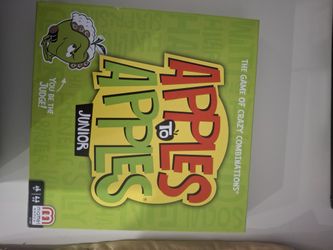 THE GAME OF CRAZY COMBINATIONS!
APPLES
TO
APPLES
JUNIOR
YOU BE THE
JUDGE!